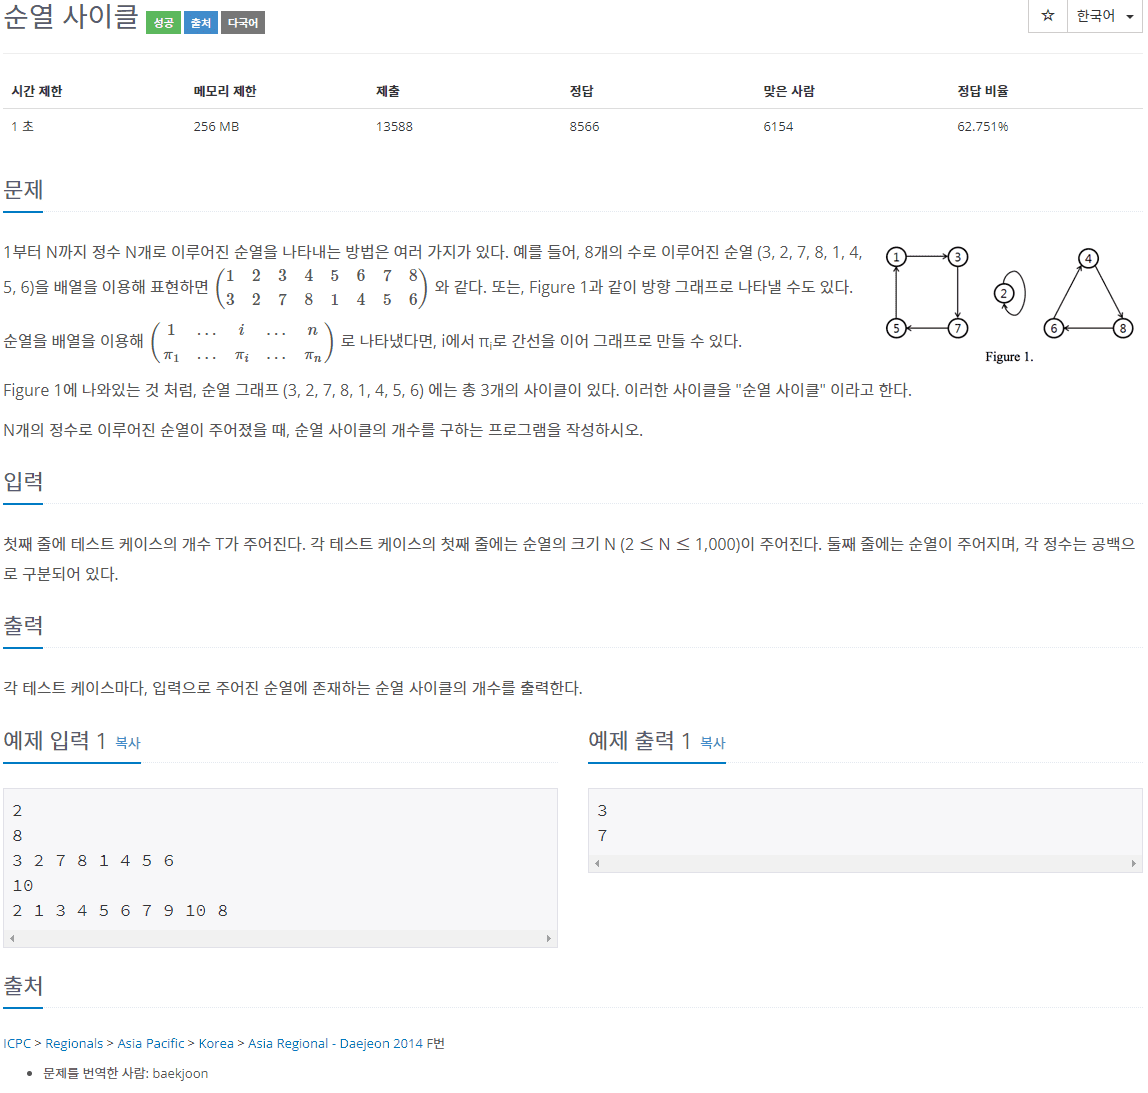 순열 사이클 성공 출처 다국어
☆ 한국어
시간 제한 메모리 제한 제출 정답 맞은 사람 정답 비율
1 초 256 MB 13588 8566 6154 62.751%
문제
1부터 N까지 정수 N개로 이루어진 순열을 나타내는 방법은 여러 가지가 있다. 예를 들어, 8개의 수로 이루어진 순열 (3, 2, 7, 8, 1, 4,
5, 6)을 배열을 이용해 표현하면 (1 2 3 4 5 6 7 8
3 2 7 8 1 4 5 6) 와 같다. 또는, Figure 1과 같이 방향 그래프로 나타낼 수도 있다.
순열을 배열을 이용해 (1 ... i ... n
π1 ... πi ... πn) 로 나타냈다면, i에서 πi로 간선을 이어 그래프로 만들 수 있다.
1 3 4
2
5 7 6 8
Figure 1.
Figure 1에 나와있는 것 처럼, 순열 그래프 (3, 2, 7, 8, 1, 4, 5, 6) 에는 총 3개의 사이클이 있다. 이러한 사이클을 "순열 사이클" 이라고 한다.
N개의 정수로 이루어진 순열이 주어졌을 때, 순열 사이클의 개수를 구하는 프로그램을 작성하시오.
입력
첫째 줄에 테스트 케이스의 개수 T가 주어진다. 각 테스트 케이스의 첫째 줄에는 순열의 크기 N (2 ≤ N ≤ 1,000)이 주어진다. 둘째 줄에는 순열이 주어지며, 각 정수는 공백으
로 구분되어 있다.
출력
각 테스트 케이스마다, 입력으로 주어진 순열에 존재하는 순열 사이클의 개수를 출력한다.
예제 입력 1 복사
2
8
3 2 7 8 1 4 5 6
10
2 1 3 4 5 6 7 9 10 8
예제 출력 1 복사
3
7
출처
ICPC > Regionals > Asia Pacific > Korea > Asia Regional - Daejeon 2014 F번
• 문제를 번역한 사람: baekjoon